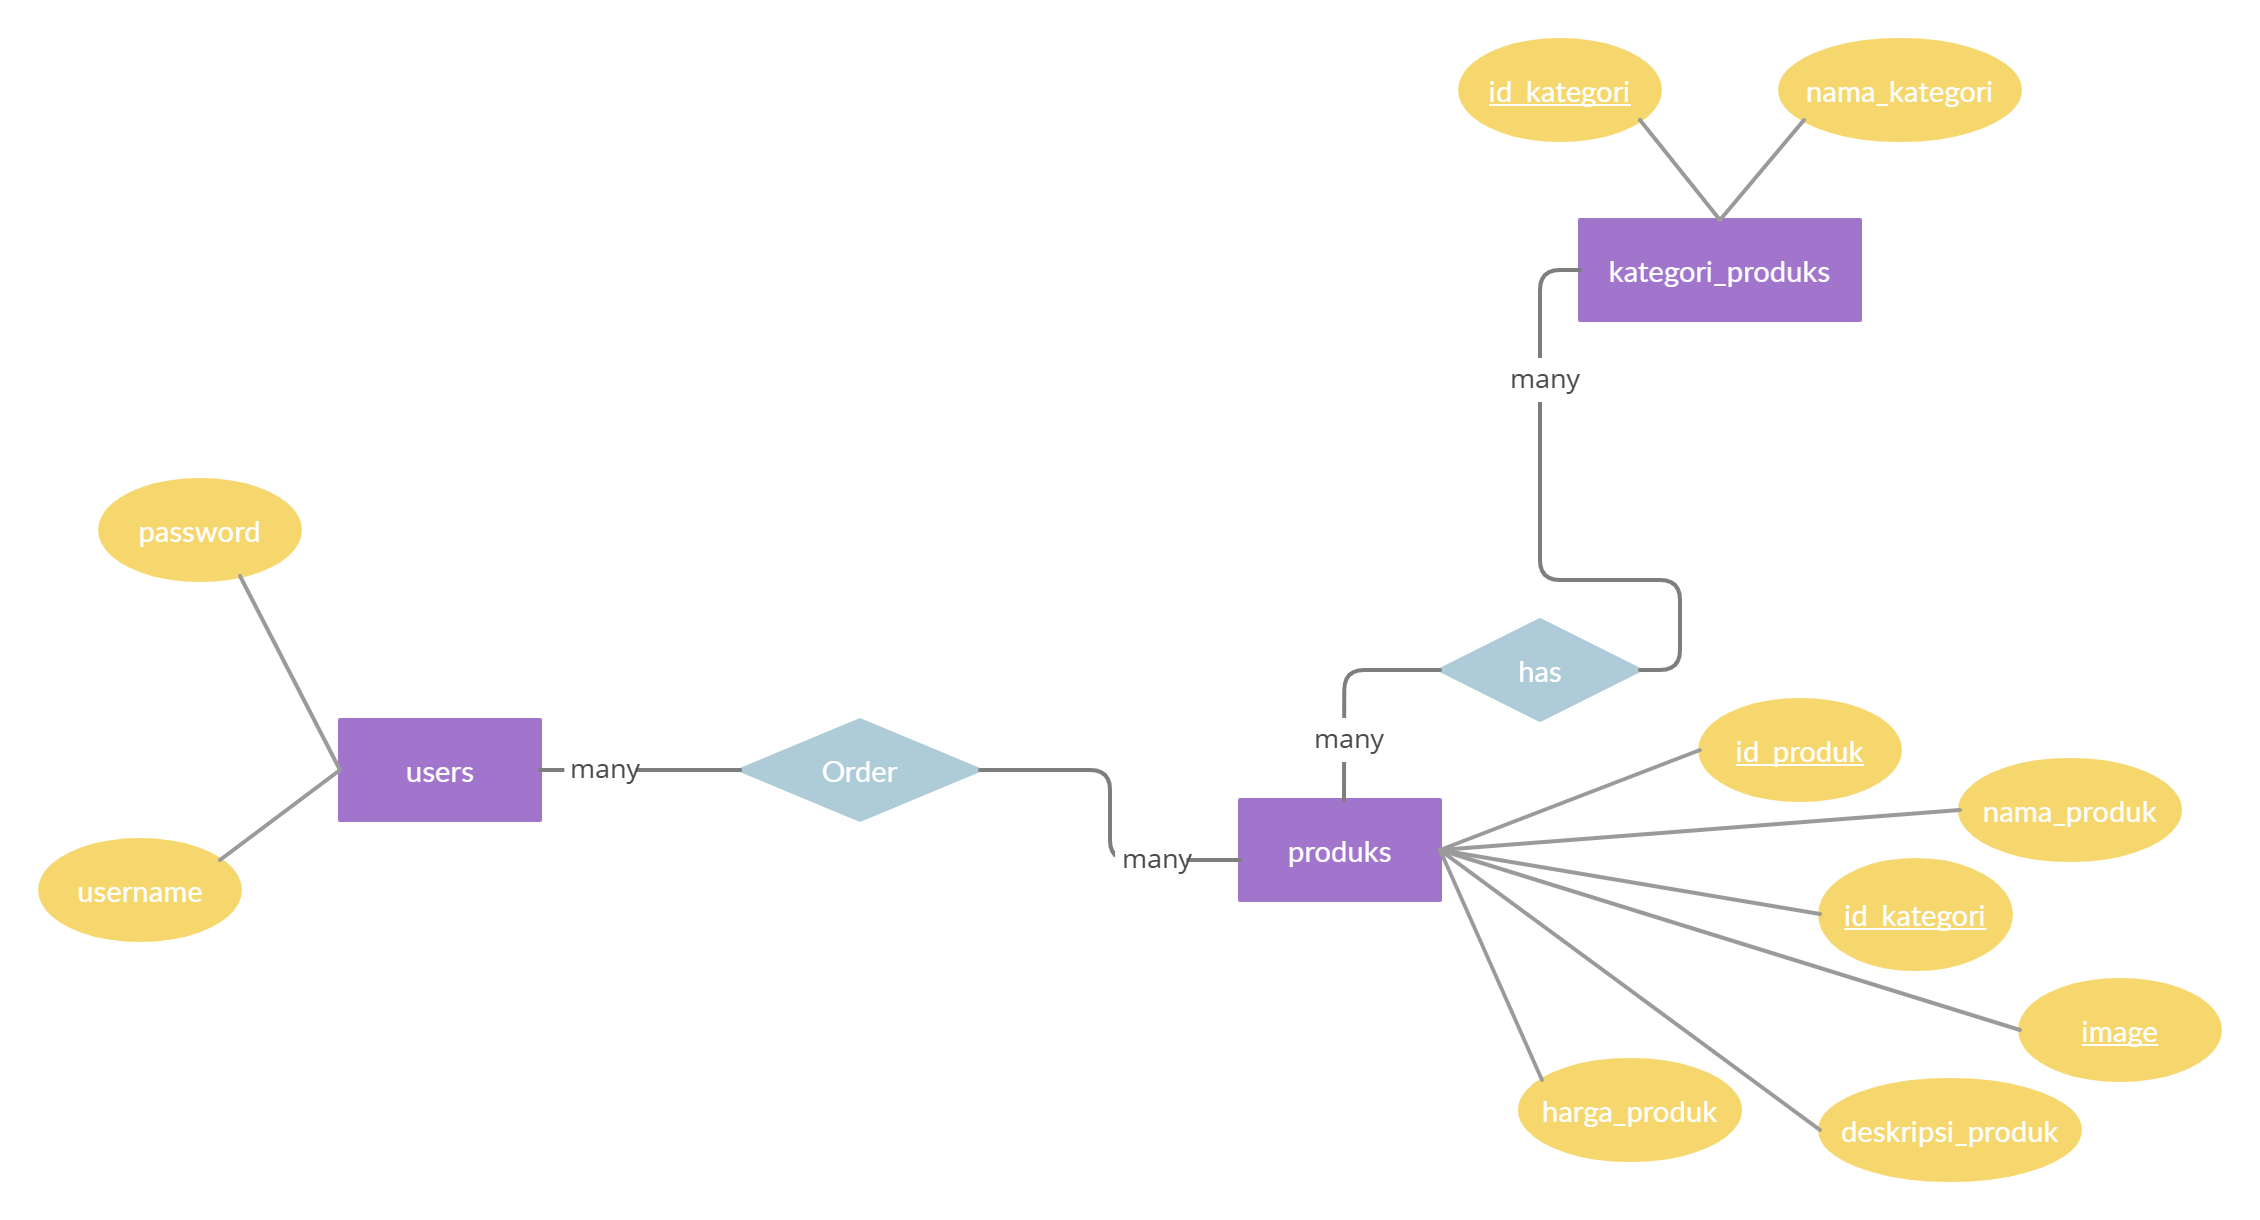 id_kategori
nama_kategori
kategori_produks
many
password
has
users
many
Order
many
many
produks
id_produk
nama_produk
id_kategori
username
image
harga_produk
deskripsi_produk